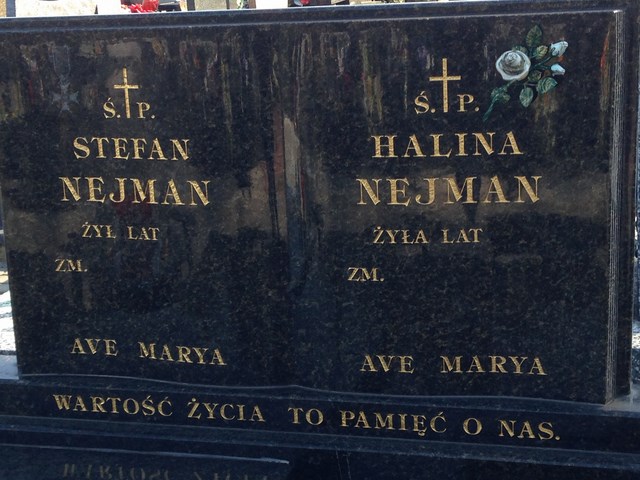 Ś. P.
STEFAN
NEJMAN
ŻYŁ LAT
ZM.
AVE MARYA
Ś. P.
HALINA
NEJMAN
ŻYŁA LAT
ZM.
AVE MARYA
WARTOŚĆ ŻYCIA TO PAMIĘĆ O NAS.